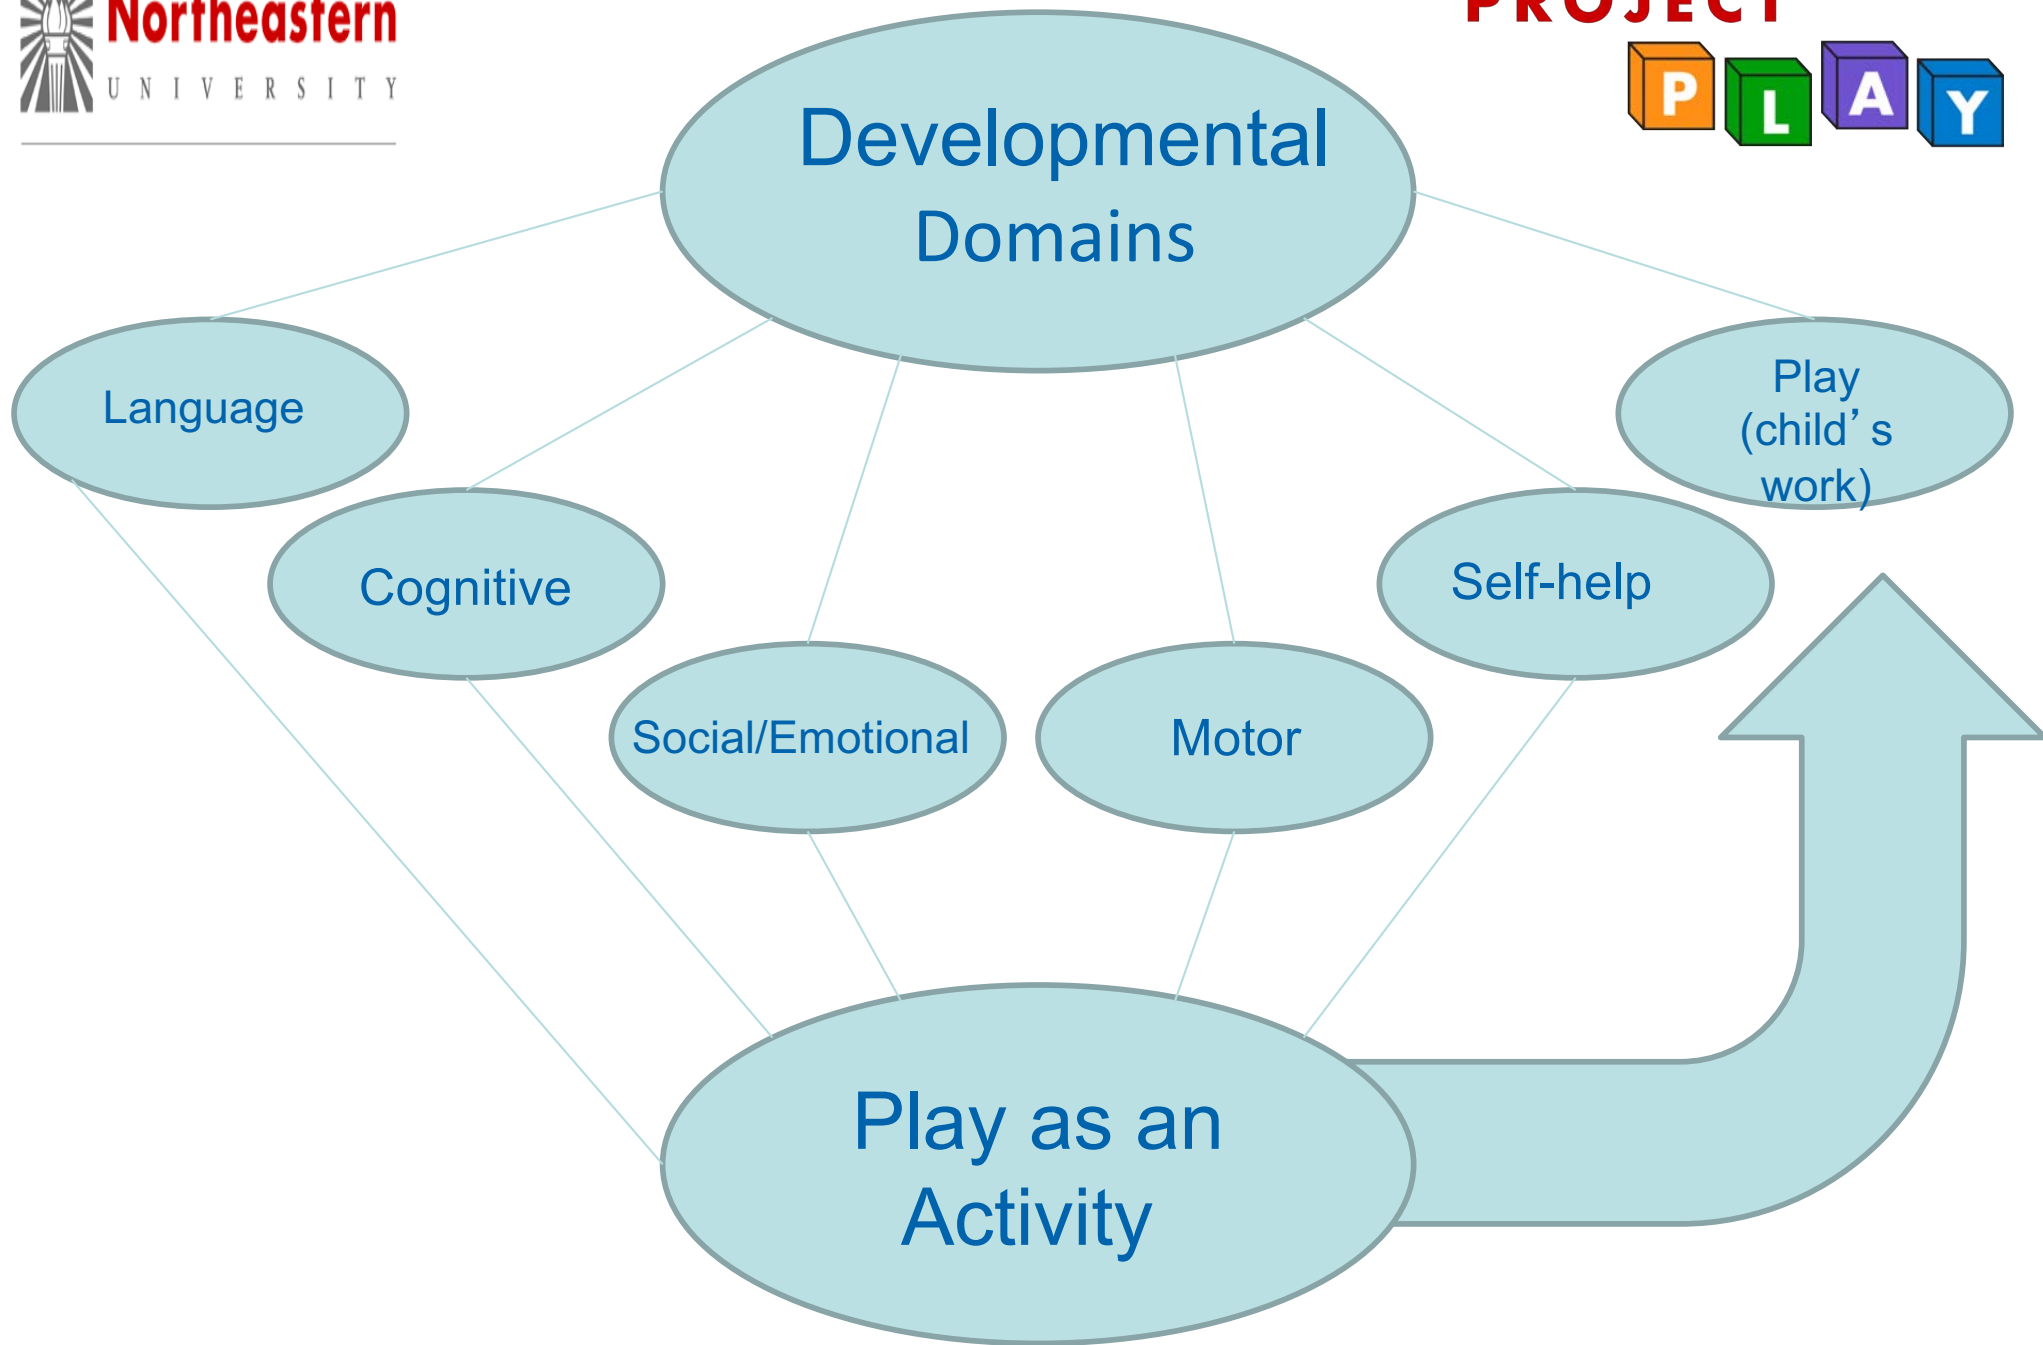 Northeastern
UNIVERSITY
PROJECT
PLAY
Developmental
Domains
Language
Play
(child’s
work)
Cognitive
Self-help
Social/Emotional
Motor
Play as an
Activity